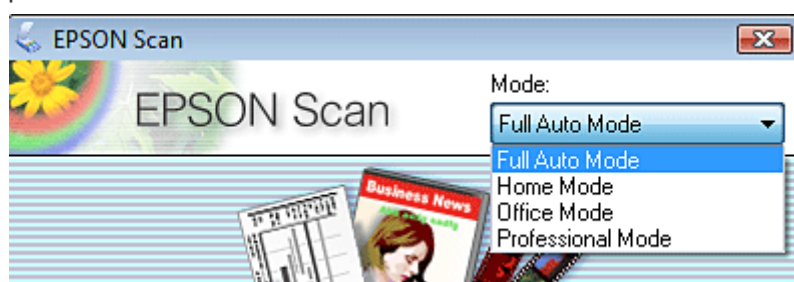 EPSON Scan
EPSON Scan
Mode:
Full Auto Mode
Full Auto Mode
Home Mode
Office Mode
Professional Mode
Business News